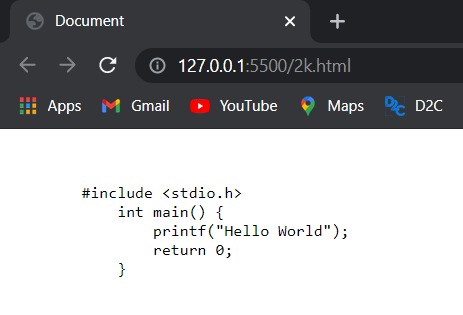 Document
127.0.0.1:5500/2k.html
Apps Gmail YouTube Maps D2C D2C
#include <stdio.h>
    int main() {
        printf("Hello World");
        return 0;
    }